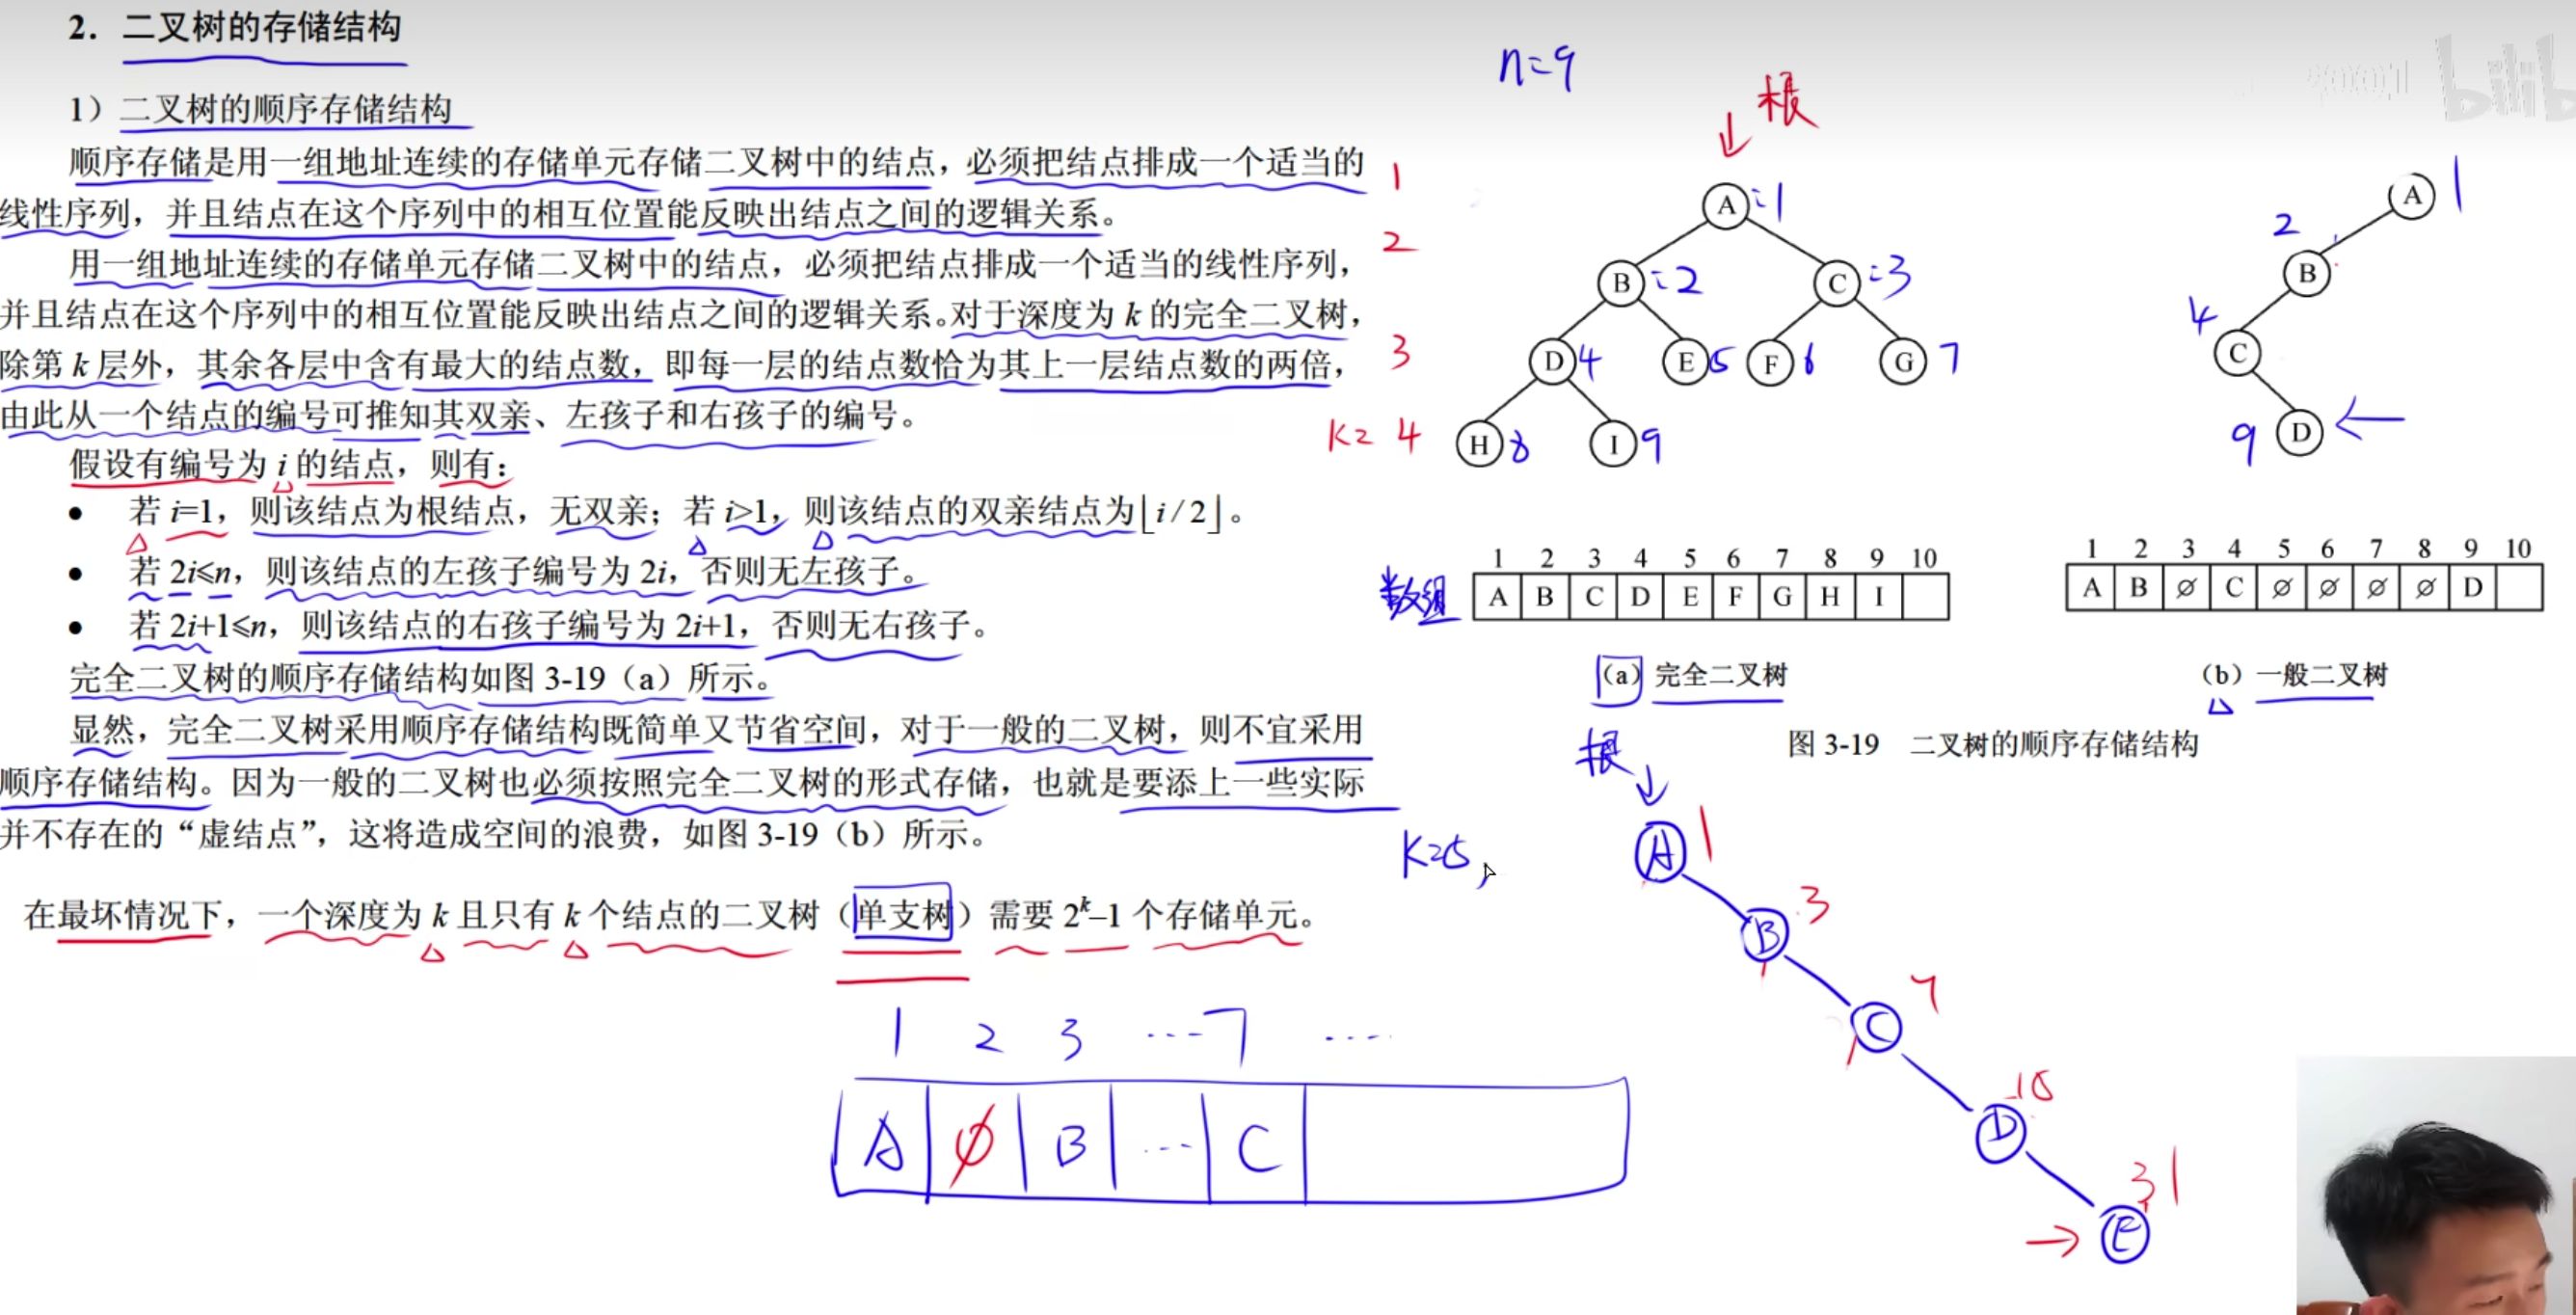 2. 二叉树的存储结构
1）二叉树的顺序存储结构
顺序存储是用一组地址连续的存储单元存储二叉树中的结点，必须把结点排成一个适当的
线性序列，并且结点在这个序列中的相互位置能反映出结点之间的逻辑关系。
用一组地址连续的存储单元存储二叉树中的结点，必须把结点排成一个适当的线性序列，
并且结点在这个序列中的相互位置能反映出结点之间的逻辑关系。对于深度为 k 的完全二叉树，
除第 k 层外，其余各层中含有最大的结点数，即每一层的结点数恰为其上一层结点数的两倍，
由此从一个结点的编号可推知其双亲、左孩子和右孩子的编号。
假设有编号为 i 的结点，则有：
• 若 i=1，则该结点为根结点，无双亲；若 i>1，则该结点的双亲结点为⌊i/2⌋。
• 若 2i≤n，则该结点的左孩子编号为 2i，否则无左孩子。
• 若 2i+1≤n，则该结点的右孩子编号为 2i+1，否则无右孩子。
完全二叉树的顺序存储结构如图 3-19（a）所示。
显然，完全二叉树采用顺序存储结构既简单又节省空间，对于一般的二叉树，则不宜采用
顺序存储结构。因为一般的二叉树也必须按照完全二叉树的形式存储，也就是要添上一些实际
并不存在的“虚结点”，这将造成空间的浪费，如图 3-19（b）所示。
在最坏情况下，一个深度为 k 且只有 k 个结点的二叉树（单支树）需要 2ᵏ–1 个存储单元。
1 2 3 ... 7 ....
A ∅ B ... C
n=9
根
1
A =1
2
B =2 C =3
3
D 4 E 5 F 6 G 7
k= 4
H 8 I 9
1 2 3 4 5 6 7 8 9 10
数组 A B C D E F G H I
(a) 完全二叉树
bilib
A 1
2 B
4 C
9 D
1 2 3 4 5 6 7 8 9 10
A B ∅ C ∅ ∅ ∅ ∅ D
(b) 一般二叉树
图 3-19 二叉树的顺序存储结构
根
k=5,
A 1
B 3
C 7
D 15
E 31